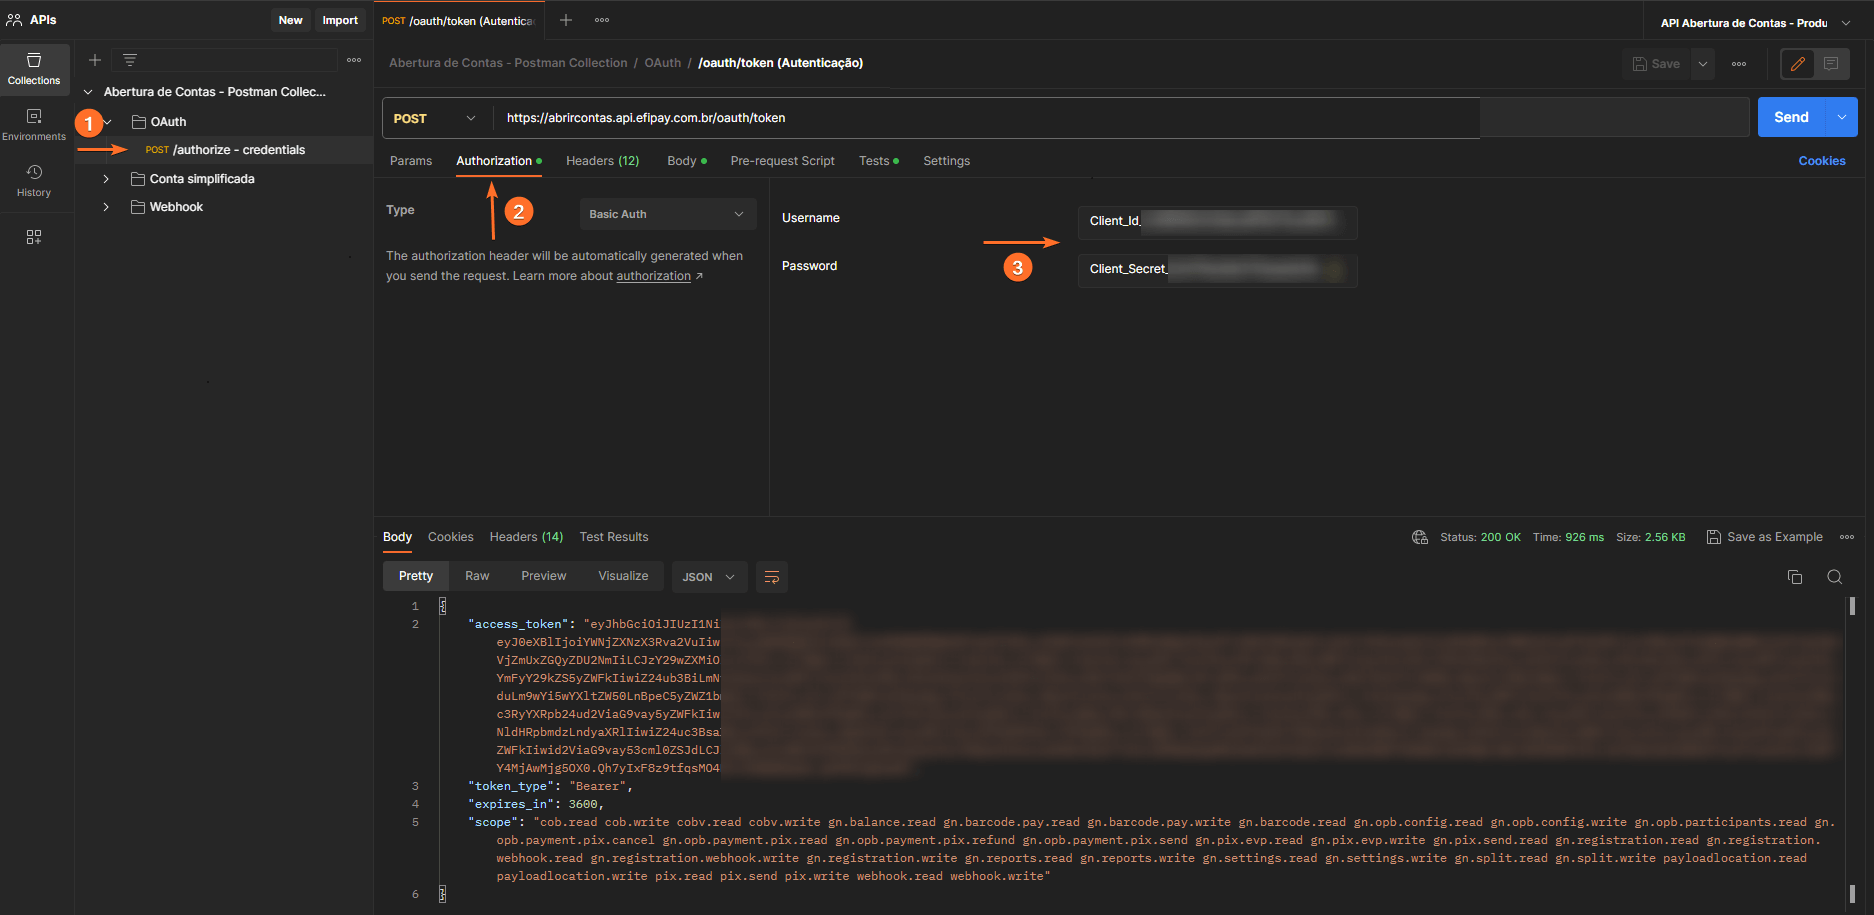 APIs
New
Import
POST /oauth/token (Autentica
API Abertura de Contas - Produ
Collections
Environments
History
Abertura de Contas - Postman Collec...
1
OAuth
POST /authorize - credentials
Conta simplificada
Webhook
Abertura de Contas - Postman Collection / OAuth / /oauth/token (Autenticação)
Save
POST
https://abrircontas.api.efipay.com.br/oauth/token
Send
Params
Authorization
Headers (12)
Body
Pre-request Script
Tests
Settings
Cookies
Type
Basic Auth
2
The authorization header will be automatically generated when
you send the request. Learn more about authorization ↗
Username
Client_Id_
3
Password
Client_Secret_
Body
Cookies
Headers (14)
Test Results
Status: 200 OK Time: 926 ms Size: 2.56 KB
Save as Example
Pretty
Raw
Preview
Visualize
JSON
1 {
2 "access_token": "eyJhbGciOiJIUzI1Ni
eyJ0eXBlIjoiYWNjZXNzX3Rva2VuIiw
VjZmUxZGQyZDU2NmIiLCJzY29wZXMiO
YmFyY29kZS5yZWFkIiwiZ24ub3BiLmN
duLm9wYi5wYXltZW50LnBpeC5yZWZ1b
c3RyYXRpb24ud2ViaG9vay5yZWFkIiw
NldHRpbmdzLndyaXRlIiwiZ24uc3Bsa
ZWFkIiwid2ViaG9vay53cml0ZSJdLCJ
Y4MjAwMjg5OX0.Qh7yIxF8z9tfqsMO4
3 "token_type": "Bearer",
4 "expires_in": 3600,
5 "scope": "cob.read cob.write cobv.read cobv.write gn.balance.read gn.barcode.pay.read gn.barcode.pay.write gn.barcode.read gn.opb.config.read gn.opb.config.write gn.opb.participants.read gn.
opb.payment.pix.cancel gn.opb.payment.pix.read gn.opb.payment.pix.refund gn.opb.payment.pix.send gn.pix.evp.read gn.pix.evp.write gn.pix.send.read gn.registration.read gn.registration.
webhook.read gn.registration.webhook.write gn.registration.write gn.reports.read gn.reports.write gn.settings.read gn.settings.write gn.split.read gn.split.write payloadlocation.read
payloadlocation.write pix.read pix.send pix.write webhook.read webhook.write"
6 }